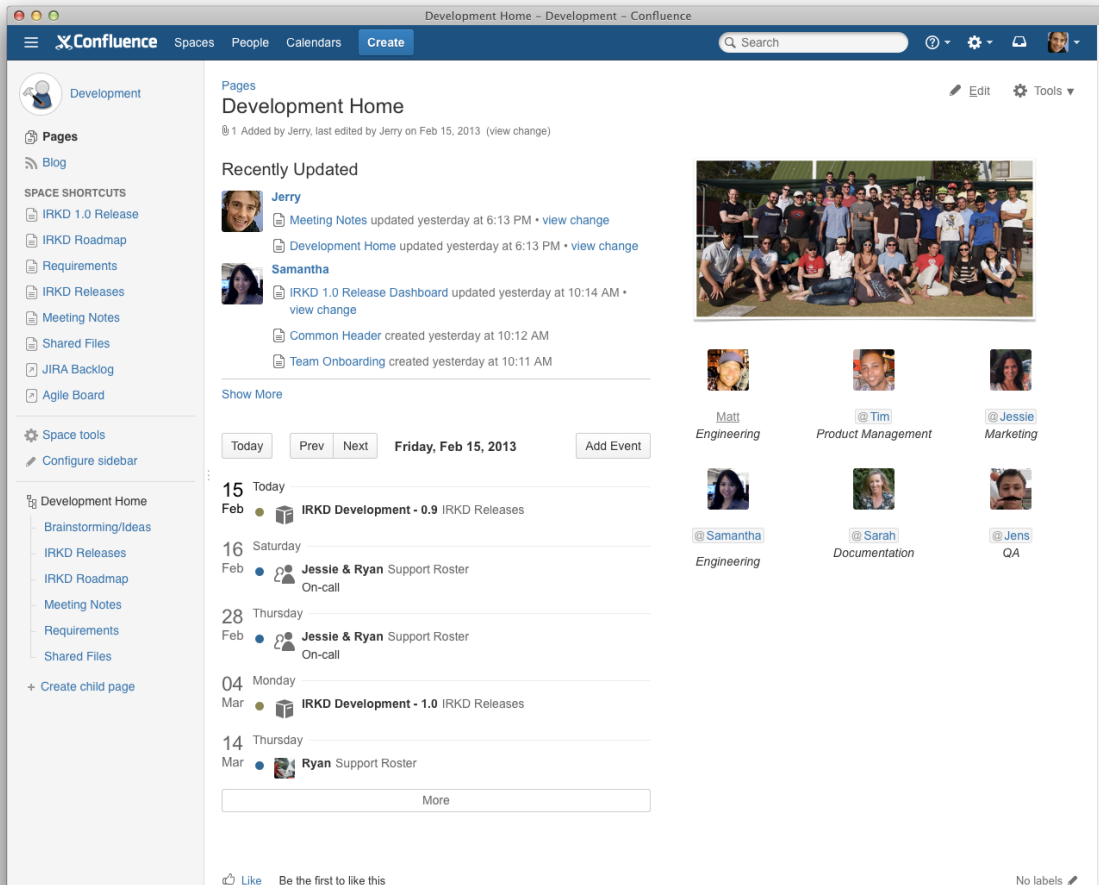 Development Home – Development – Confluence
Confluence Spaces People Calendars Create Search
Development
Pages
Blog
SPACE SHORTCUTS
IRKD 1.0 Release
IRKD Roadmap
Requirements
IRKD Releases
Meeting Notes
Shared Files
JIRA Backlog
Agile Board
Space tools
Configure sidebar
Development Home
Brainstorming/Ideas
IRKD Releases
IRKD Roadmap
Meeting Notes
Requirements
Shared Files
+ Create child page
Pages
Development Home
1 Added by Jerry, last edited by Jerry on Feb 15, 2013 (view change)
Edit Tools
Recently Updated
Jerry
Meeting Notes updated yesterday at 6:13 PM • view change
Development Home updated yesterday at 6:13 PM • view change
Samantha
IRKD 1.0 Release Dashboard updated yesterday at 10:14 AM •
view change
Common Header created yesterday at 10:12 AM
Team Onboarding created yesterday at 10:11 AM
Show More
Today Prev Next Friday, Feb 15, 2013 Add Event
15 Today
Feb IRKD Development - 0.9 IRKD Releases
16 Saturday
Feb Jessie & Ryan Support Roster
On-call
28 Thursday
Feb Jessie & Ryan Support Roster
On-call
04 Monday
Mar IRKD Development - 1.0 IRKD Releases
14 Thursday
Mar Ryan Support Roster
More
Matt @Tim @Jessie
Engineering Product Management Marketing
@Samantha @Sarah @Jens
Engineering Documentation QA
Like Be the first to like this
No labels